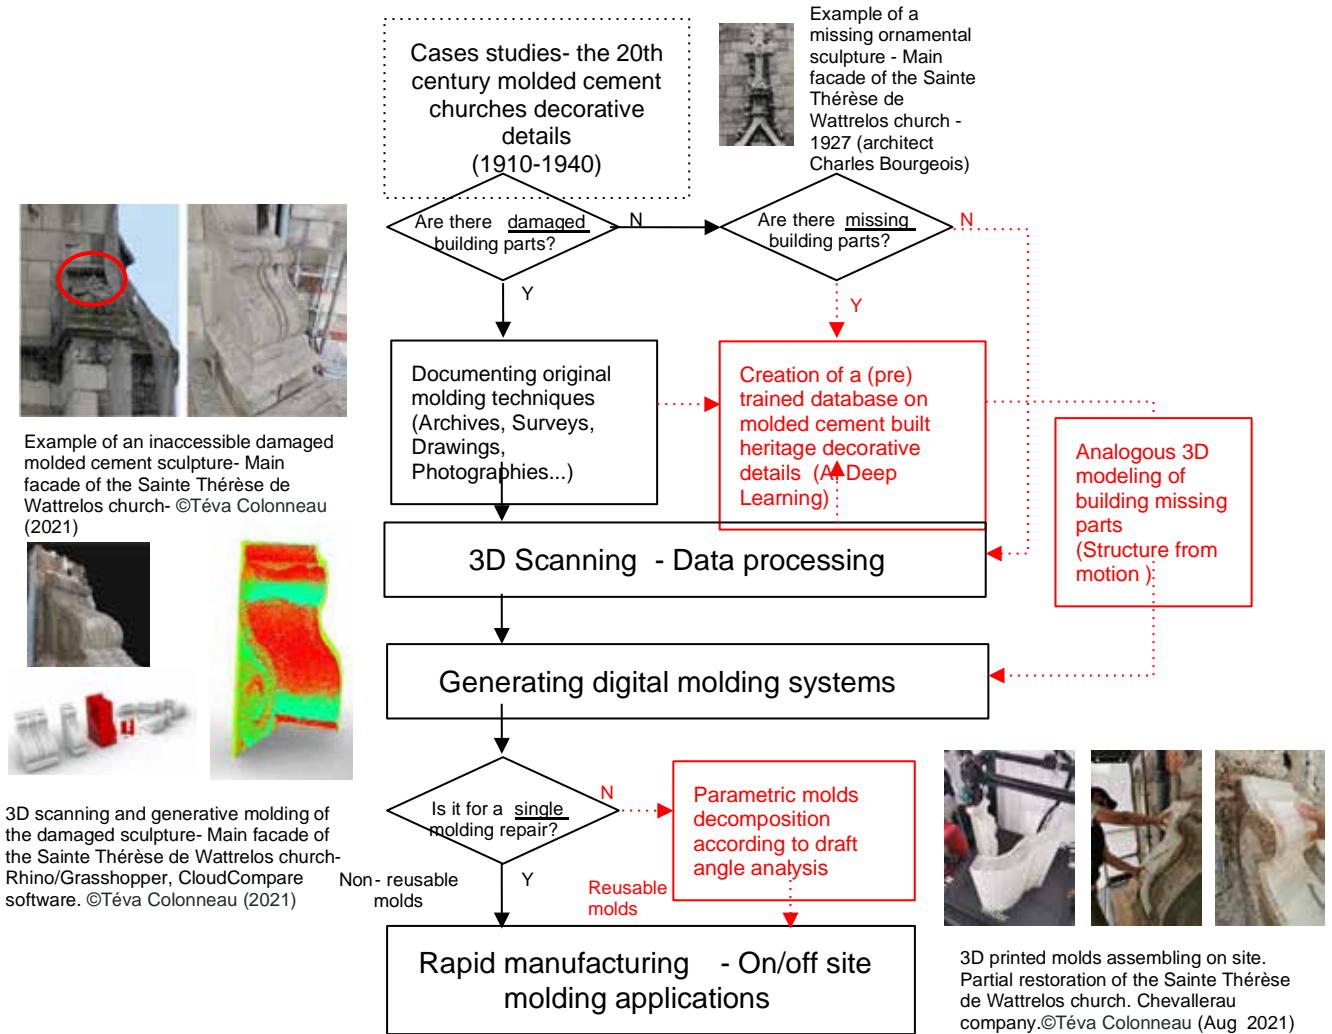 Cases studies- the 20th
century molded cement
churches decorative
details
(1910-1940)
Example of a
missing ornamental
sculpture - Main
facade of the Sainte
Thérèse de
Wattrelos church -
1927 (architect
Charles Bourgeois)
Are there damaged
building parts?
N
Are there missing
building parts?
N
Y
Y
Documenting original
molding techniques
(Archives, Surveys,
Drawings,
Photographies...)
Creation of a (pre)
trained database on
molded cement built
heritage decorative
details (A Deep
Learning)
Analogous 3D
modeling of
building missing
parts
(Structure from
motion )
Example of an inaccessible damaged
molded cement sculpture- Main
facade of the Sainte Thérèse de
Wattrelos church- ©Téva Colonneau
(2021)
3D Scanning - Data processing
Generating digital molding systems
3D scanning and generative molding of
the damaged sculpture- Main facade of
the Sainte Thérèse de Wattrelos church-
Rhino/Grasshopper, CloudCompare
software. ©Téva Colonneau (2021)
Is it for a single
molding repair?
N
Y
Non- reusable
molds
Parametric molds
decomposition
according to draft
angle analysis
Reusable
molds
Rapid manufacturing - On/off site
molding applications
3D printed molds assembling on site.
Partial restoration of the Sainte Thérèse
de Wattrelos church. Chevallerau
company.©Téva Colonneau (Aug 2021)